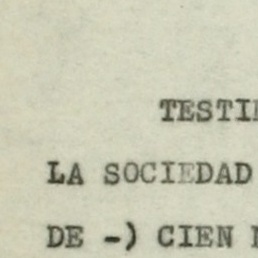 TESTI
LA SOCIEDAD
DE -) CIEN